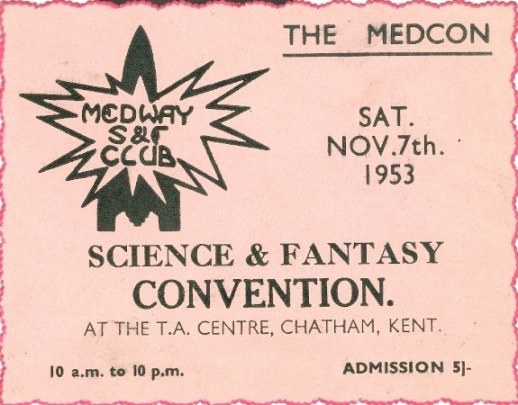 THE MEDCON
MEDWAY
S & F
CLUB
SAT.
NOV.7th.
1953
SCIENCE & FANTASY
CONVENTION.
AT THE T.A. CENTRE, CHATHAM, KENT.
10 a.m. to 10 p.m.
ADMISSION 5/-